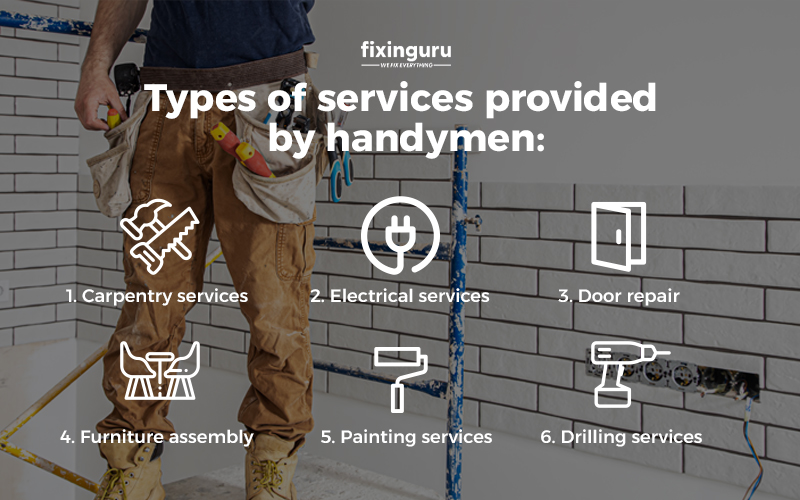 fixinguru
WE FIX EVERYTHING
Types of services provided
by handymen:
1. Carpentry services
2. Electrical services
3. Door repair
4. Furniture assembly
5. Painting services
6. Drilling services